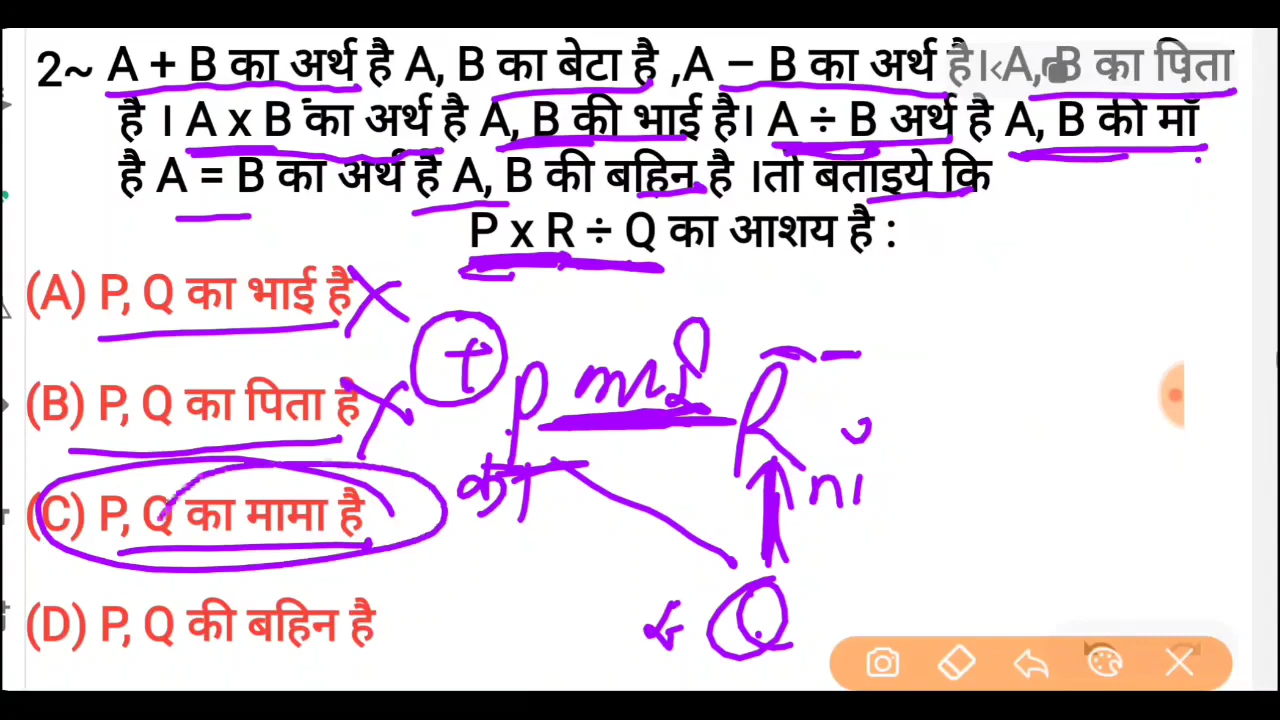 2~ A + B का अर्थ है A, B का बेटा है ,A – B का अर्थ है। A, B का पिता
है । A x B का अर्थ है A, B की भाई है। A ÷ B अर्थ है A, B की माँ
है A = B का अर्थ है A, B की बहिन है ।तो बताइये कि
P x R ÷ Q का आशय है :
(A) P, Q का भाई है
(B) P, Q का पिता है
(C) P, Q का मामा है
(D) P, Q की बहिन है
+
P
R
Q